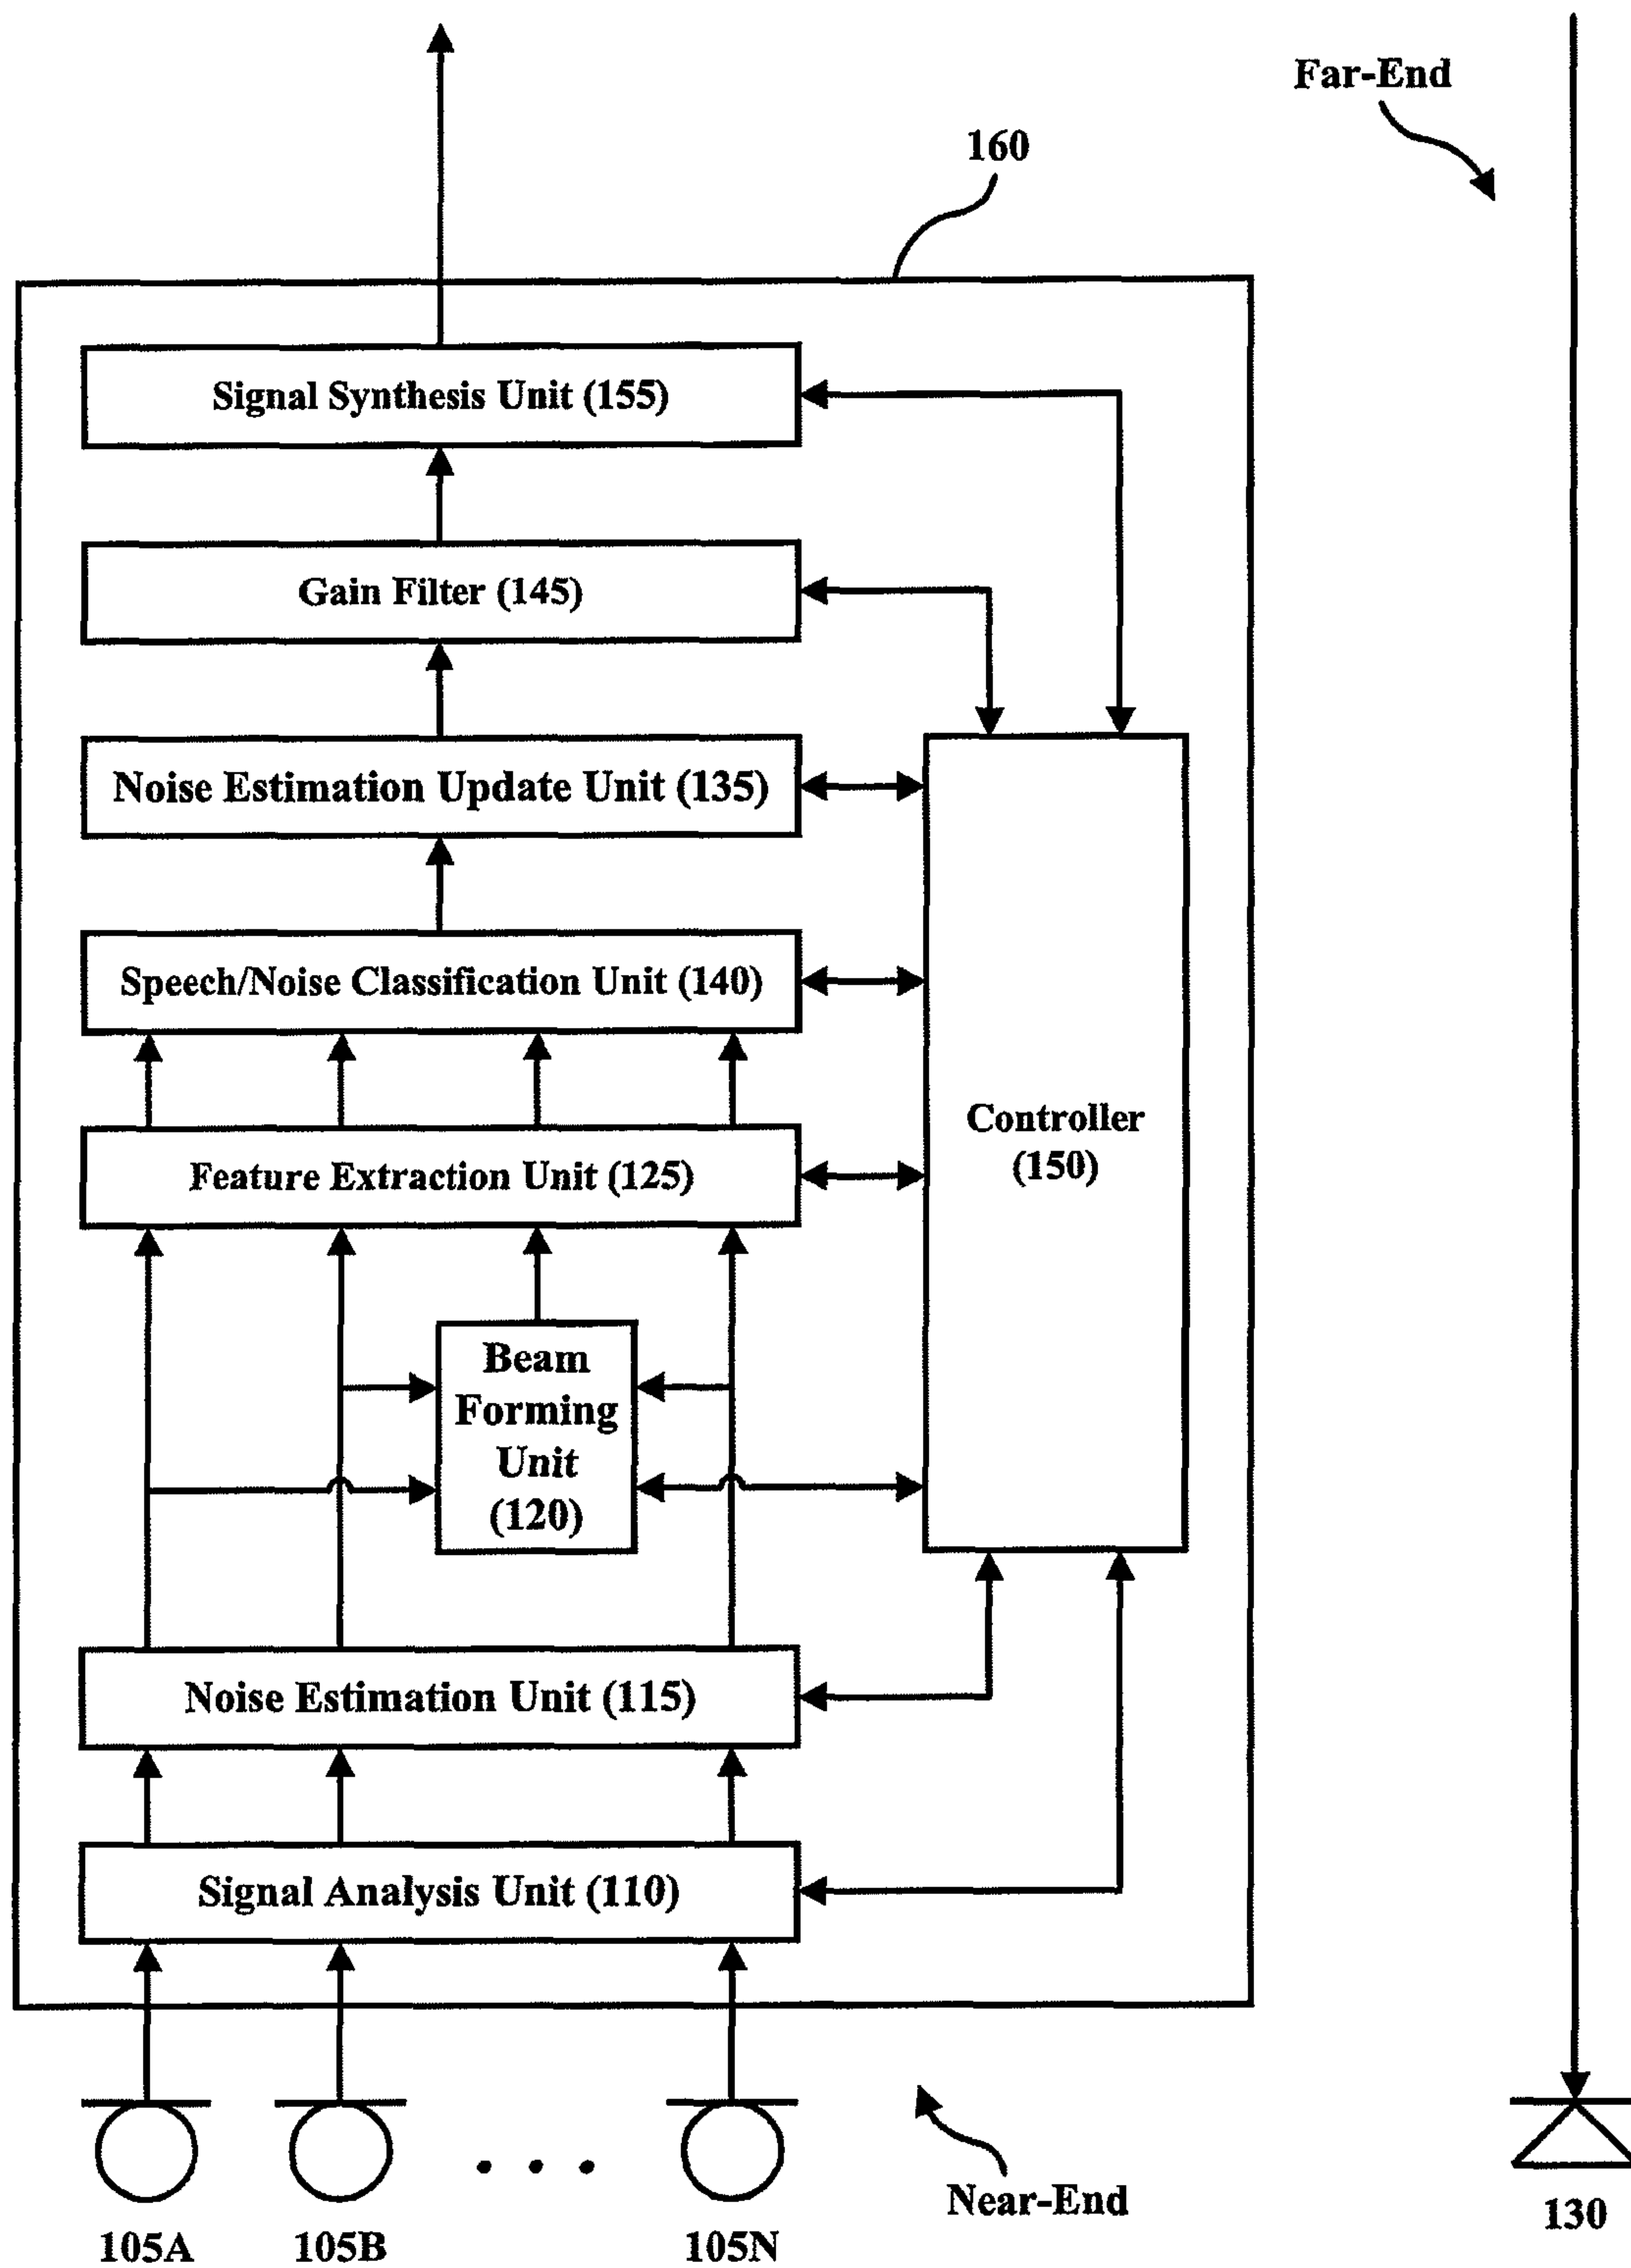 Far-End
160
Signal Synthesis Unit (155)
Gain Filter (145)
Noise Estimation Update Unit (135)
Speech/Noise Classification Unit (140)
Feature Extraction Unit (125)
Controller
(150)
Beam
Forming
Unit
(120)
Noise Estimation Unit (115)
Signal Analysis Unit (110)
Near-End
105A
105B
. . .
105N
130